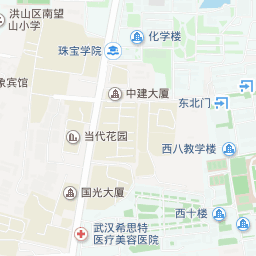 洪山区南望
山小学
珠宝学院
化学楼
象宾馆
中建大厦
东北门
当代花园
西八教学楼
国光大厦
西十楼
武汉希思特
医疗美容医院